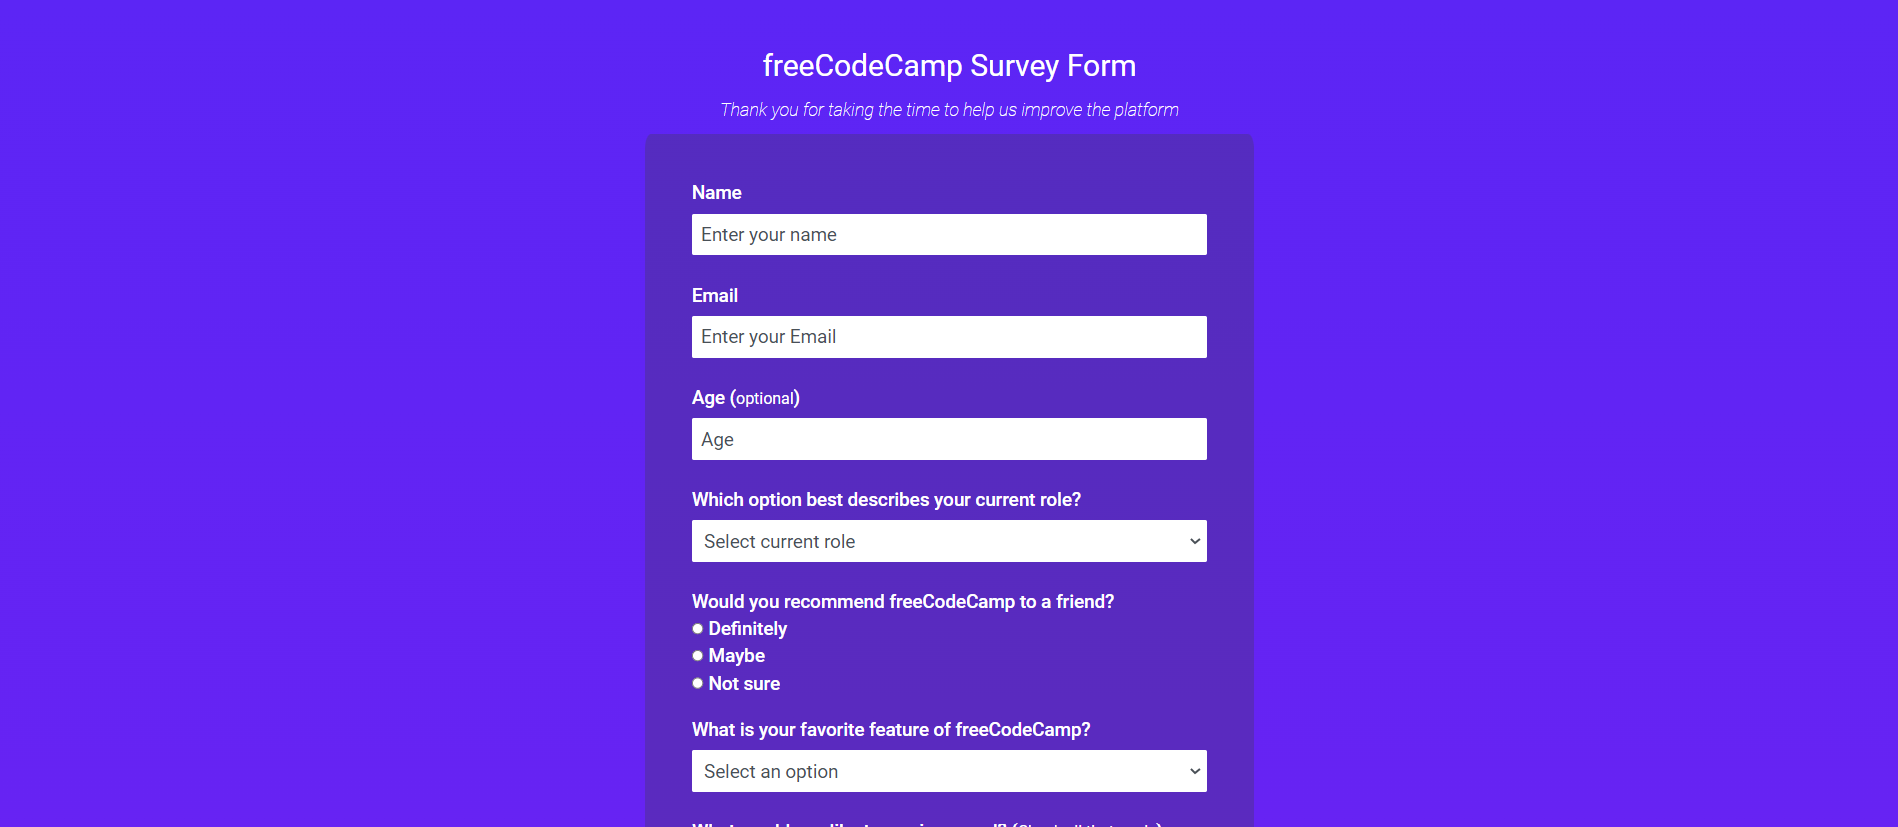 freeCodeCamp Survey Form
Thank you for taking the time to help us improve the platform
Name
Enter your name
Email
Enter your Email
Age (optional)
Age
Which option best describes your current role?
Select current role
Would you recommend freeCodeCamp to a friend?
Definitely
Maybe
Not sure
What is your favorite feature of freeCodeCamp?
Select an option